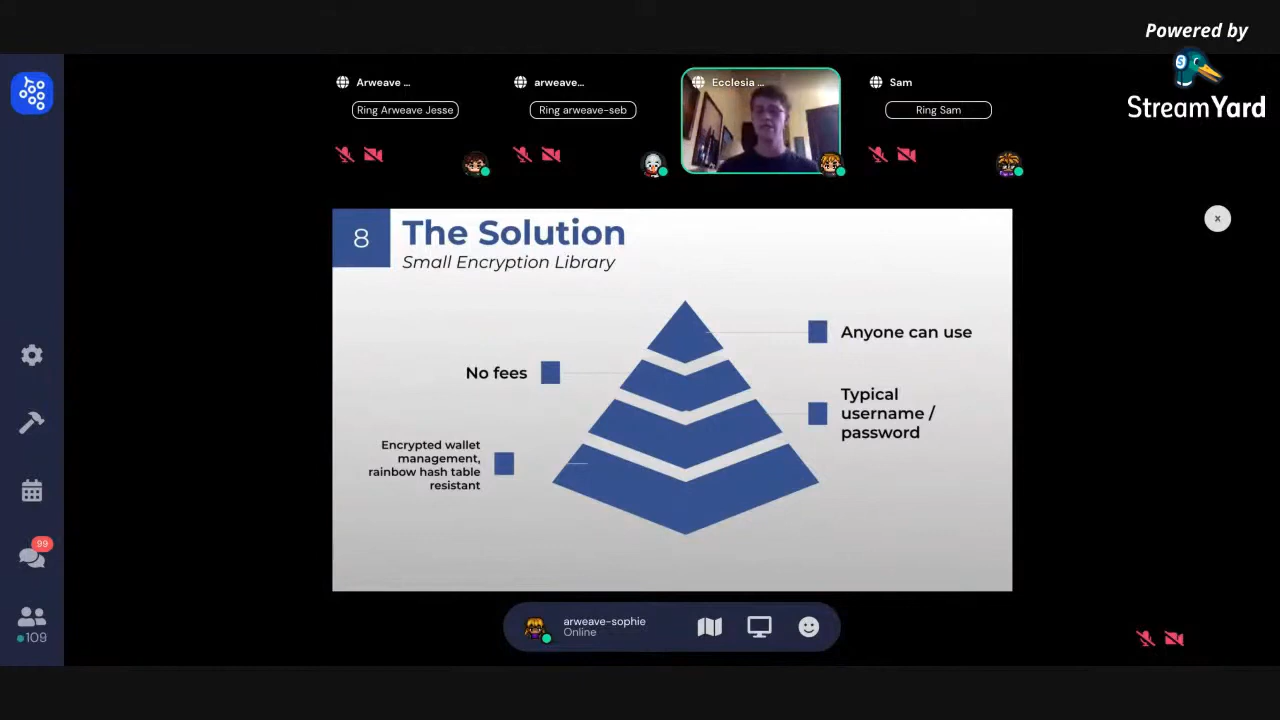 Powered by
StreamYard
Arweave ...
arweave...
Ecclesia ...
Sam
Ring Arweave Jesse
Ring arweave-seb
Ring Sam
8
The Solution
Small Encryption Library
Anyone can use
No fees
Typical
username /
password
Encrypted wallet
management,
rainbow hash table
resistant
99
109
arweave-sophie
Online